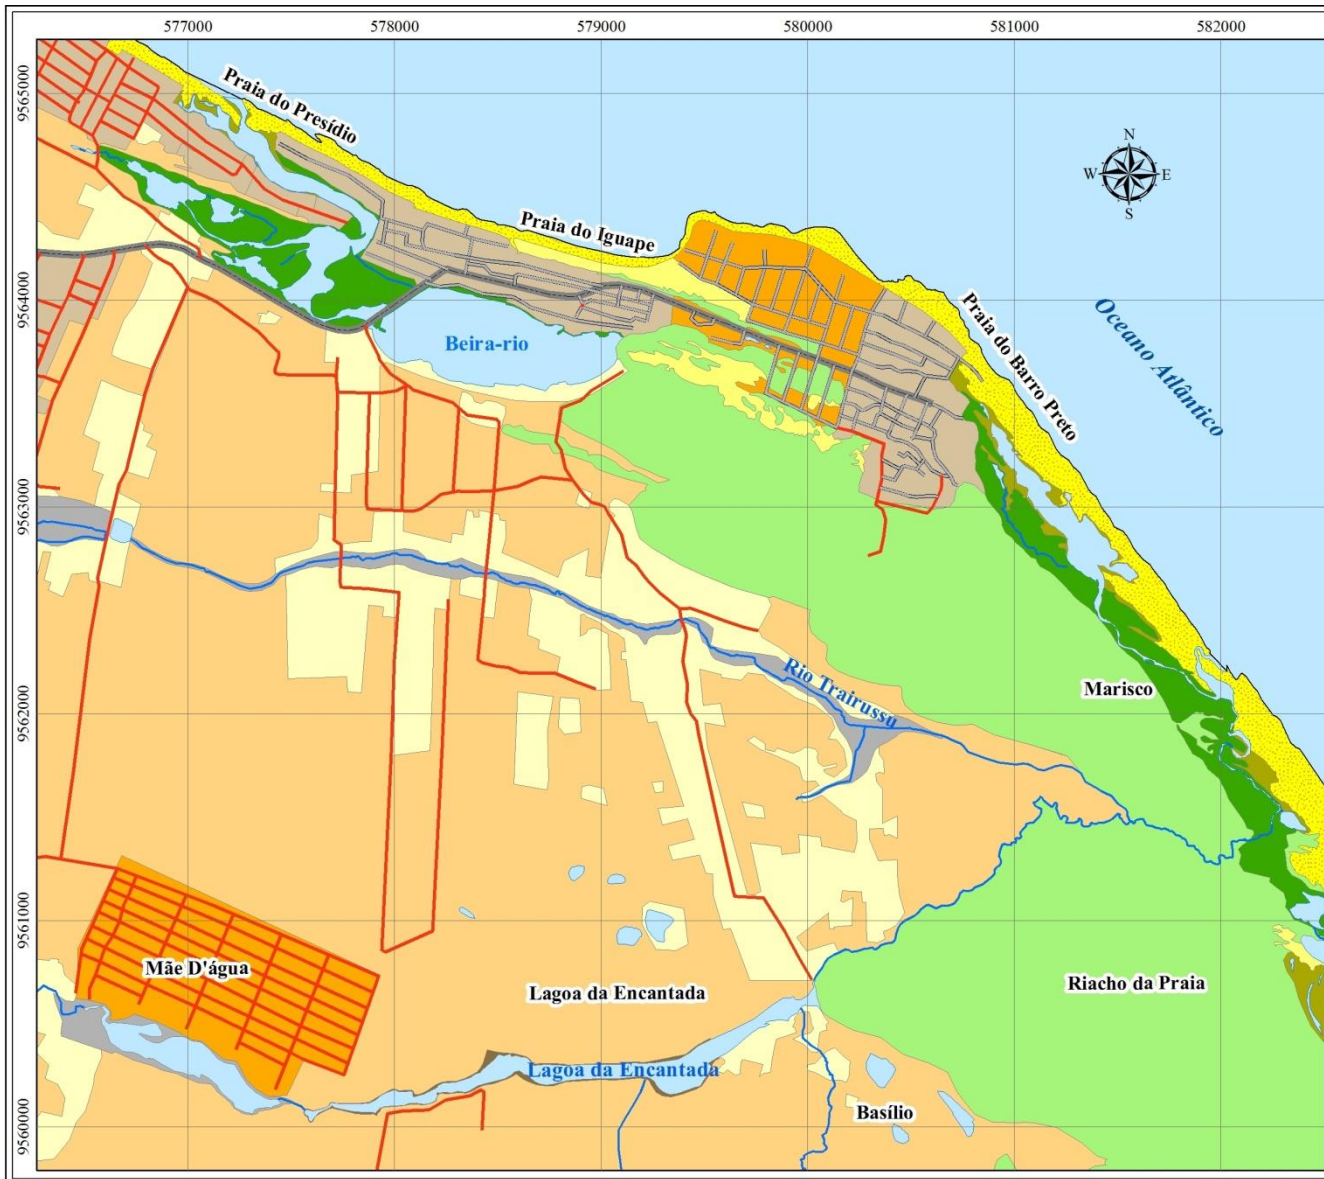 577000 578000 579000 580000 581000 582000
9565000
Praia do Presídio
N
W E
S
Praia do Iguape
9564000
Praia do Barro Preto
Oceano Atlântico
Beira-rio
9563000
Rio Trairussu
Marisco
9562000
9561000
Mãe D'água
Lagoa da Encantada
Riacho da Praia
Lagoa da Encantada
Basílio
9560000